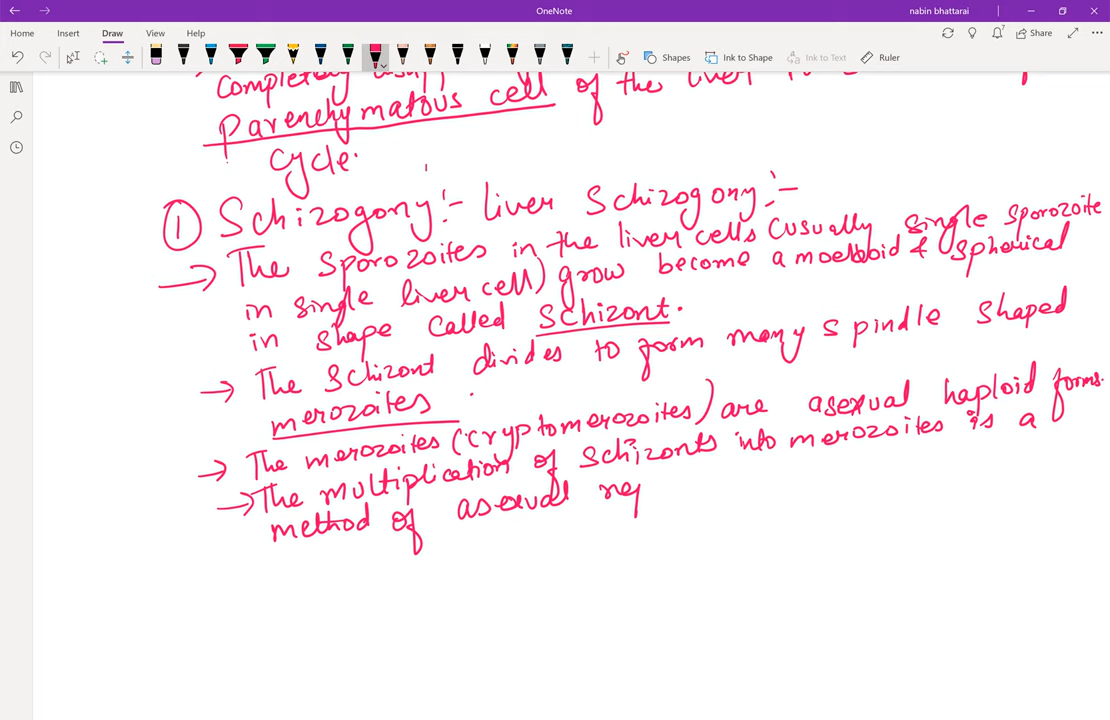 OneNote
nabin bhattarai
Home Insert Draw View Help
Share
Shapes Ink to Shape Ink to Text Ruler
completely
Parenchymatous cell of the liver
cycle.
① Schizogony :- liver Schizogony :-
→ The sporozoites in the liver cells (usually single sporozoite
in single liver cell) grow become amoeboid & spherical
in shape called schizont.
→ The schizont divides to form many spindle shaped
merozoites
→ The merozoites (cryptomerozoites) are asexual haploid forms.
→ The multiplication of schizonts into merozoites is a
method of asexual rep